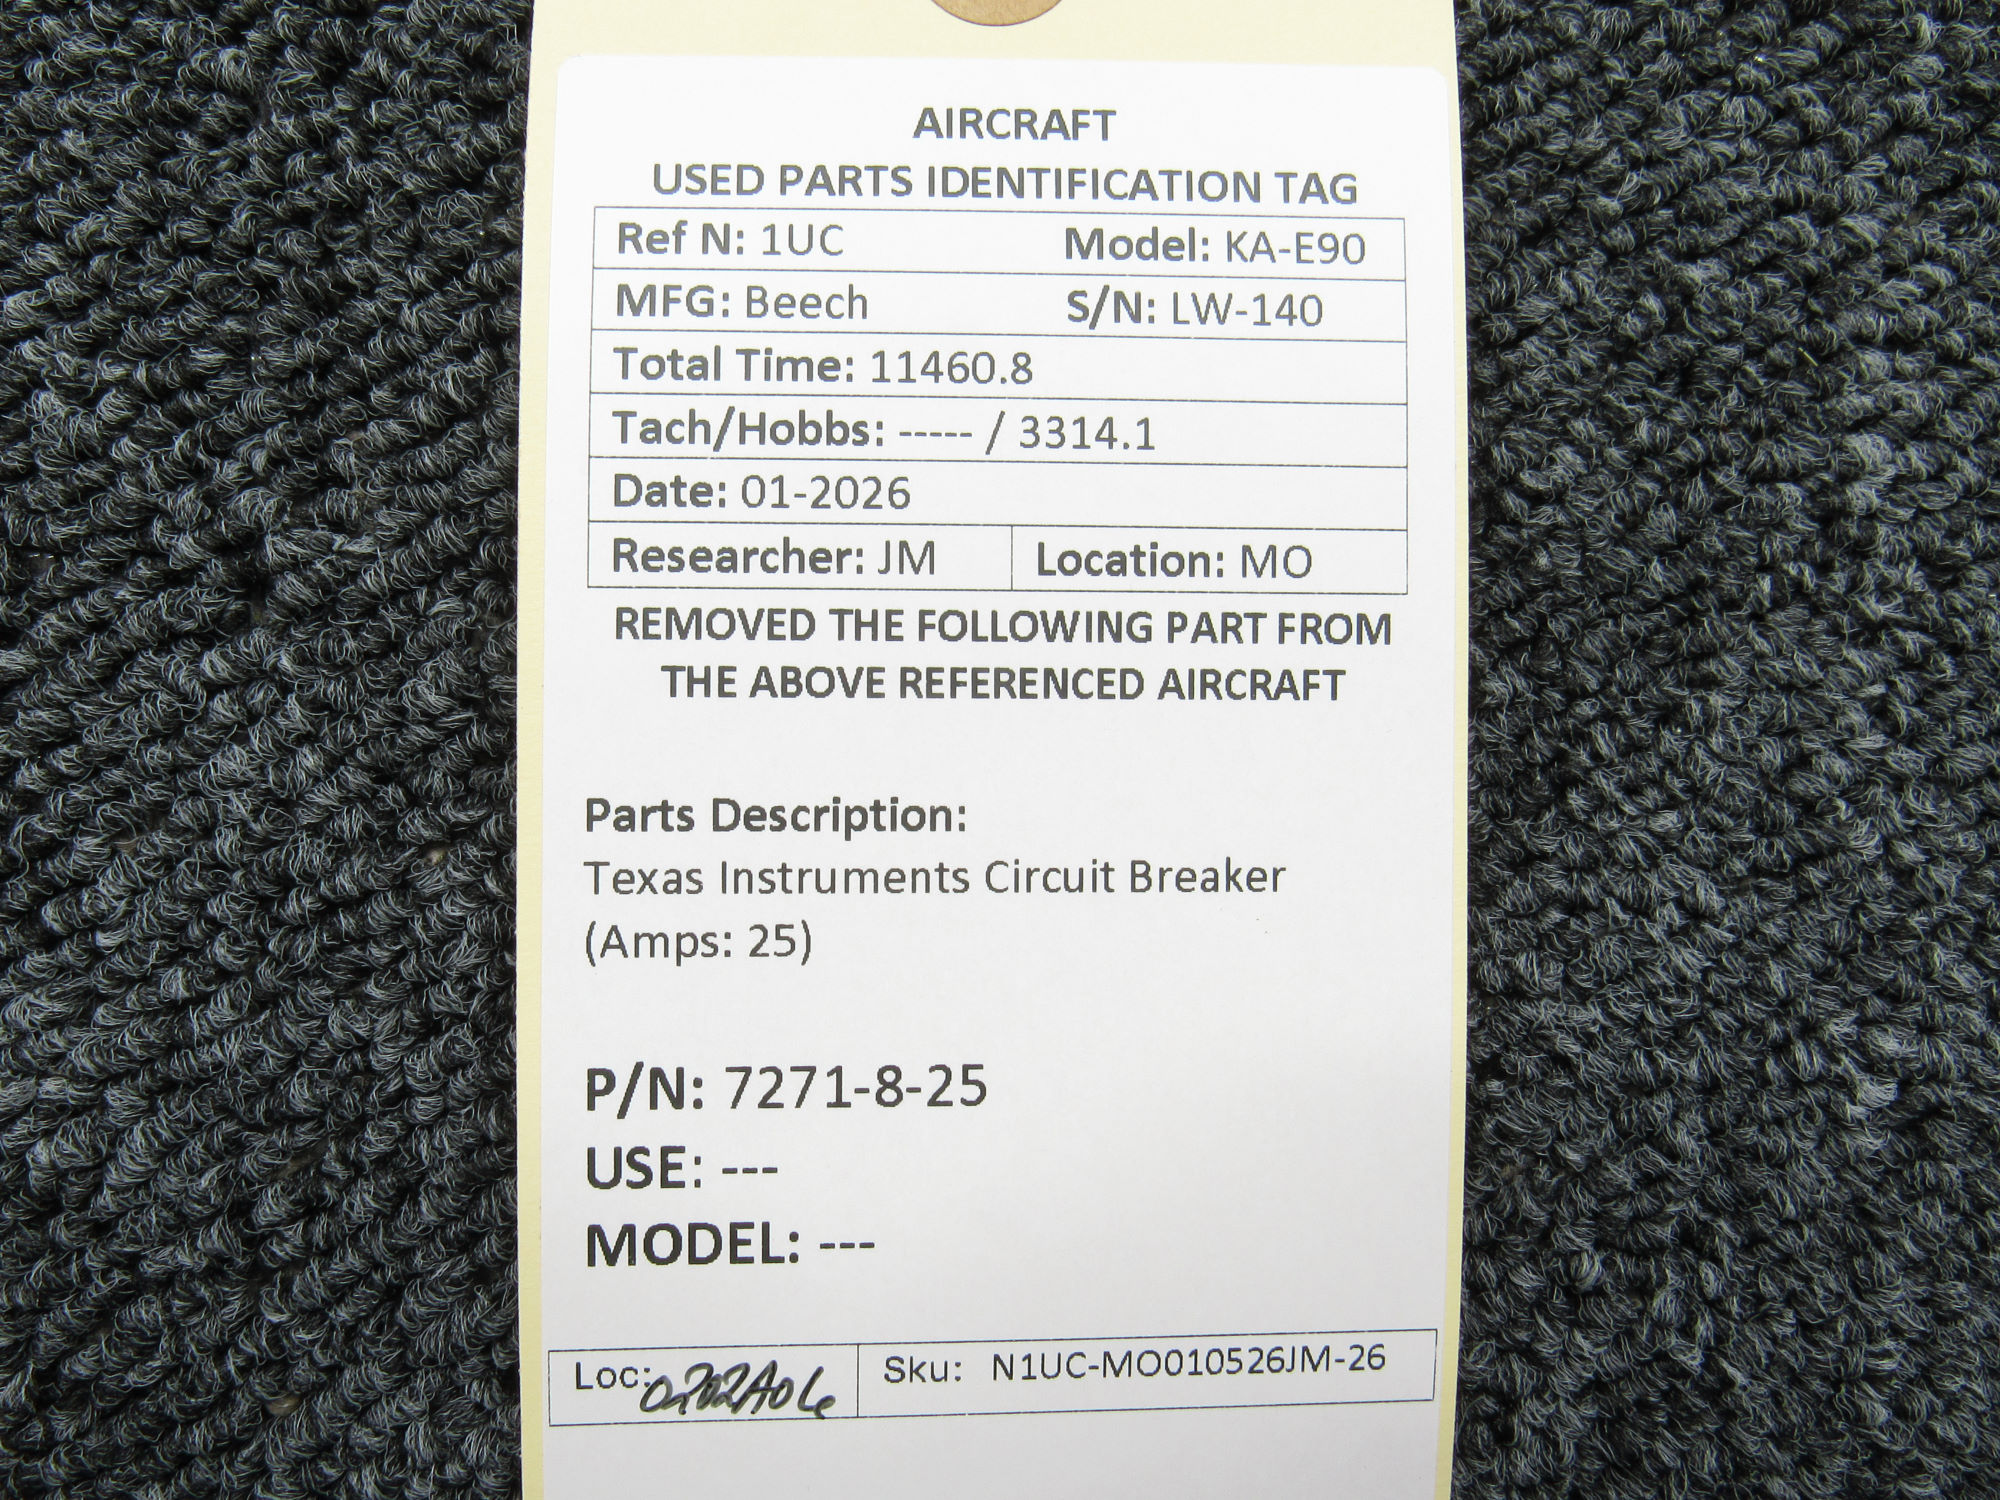 AIRCRAFT
USED PARTS IDENTIFICATION TAG
Ref N: 1UC Model: KA-E90
MFG: Beech S/N: LW-140
Total Time: 11460.8
Tach/Hobbs: ----- / 3314.1
Date: 01-2026
Researcher: JM Location: MO
REMOVED THE FOLLOWING PART FROM
THE ABOVE REFERENCED AIRCRAFT
Parts Description:
Texas Instruments Circuit Breaker
(Amps: 25)
P/N: 7271-8-25
USE: ---
MODEL: ---
Loc: Sku: N1UC-MO010526JM-26